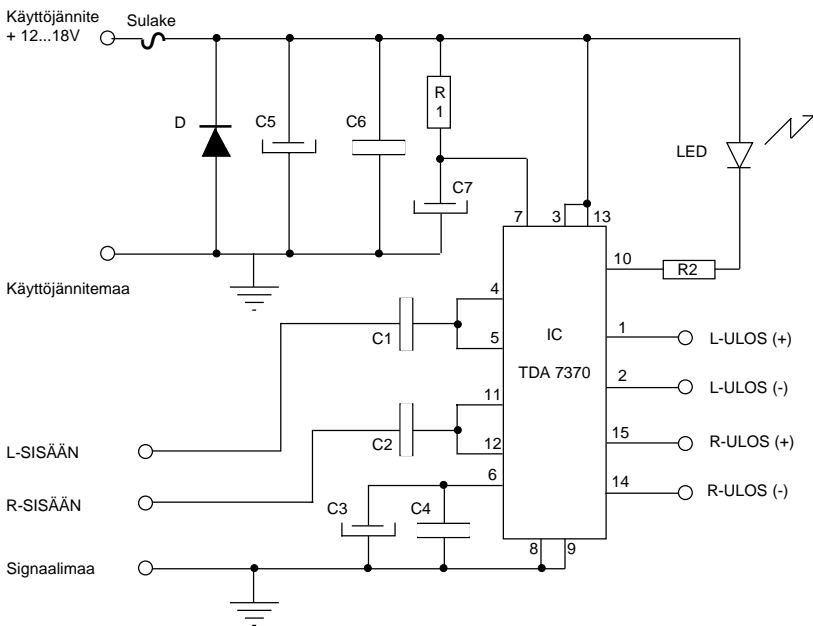 Käyttöjännite
+ 12...18V
Sulake
D
C5
C6
R
1
C7
LED
7
3
13
10
R2
Käyttöjännitemaa
4
C1
5
IC
TDA 7370
1
L-ULOS (+)
2
L-ULOS (-)
11
C2
12
15
R-ULOS (+)
L-SISÄÄN
6
14
R-ULOS (-)
R-SISÄÄN
C3
C4
8
9
Signaalimaa